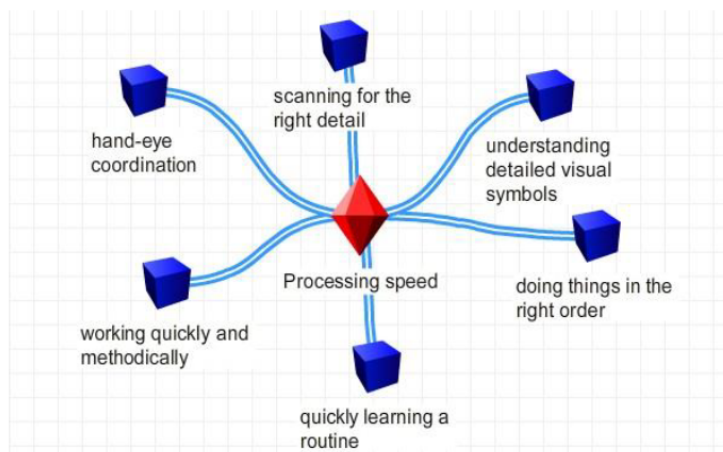 scanning for the
right detail
hand-eye
coordination
understanding
detailed visual
symbols
Processing speed
doing things in the
right order
working quickly and
methodically
quickly learning a
routine